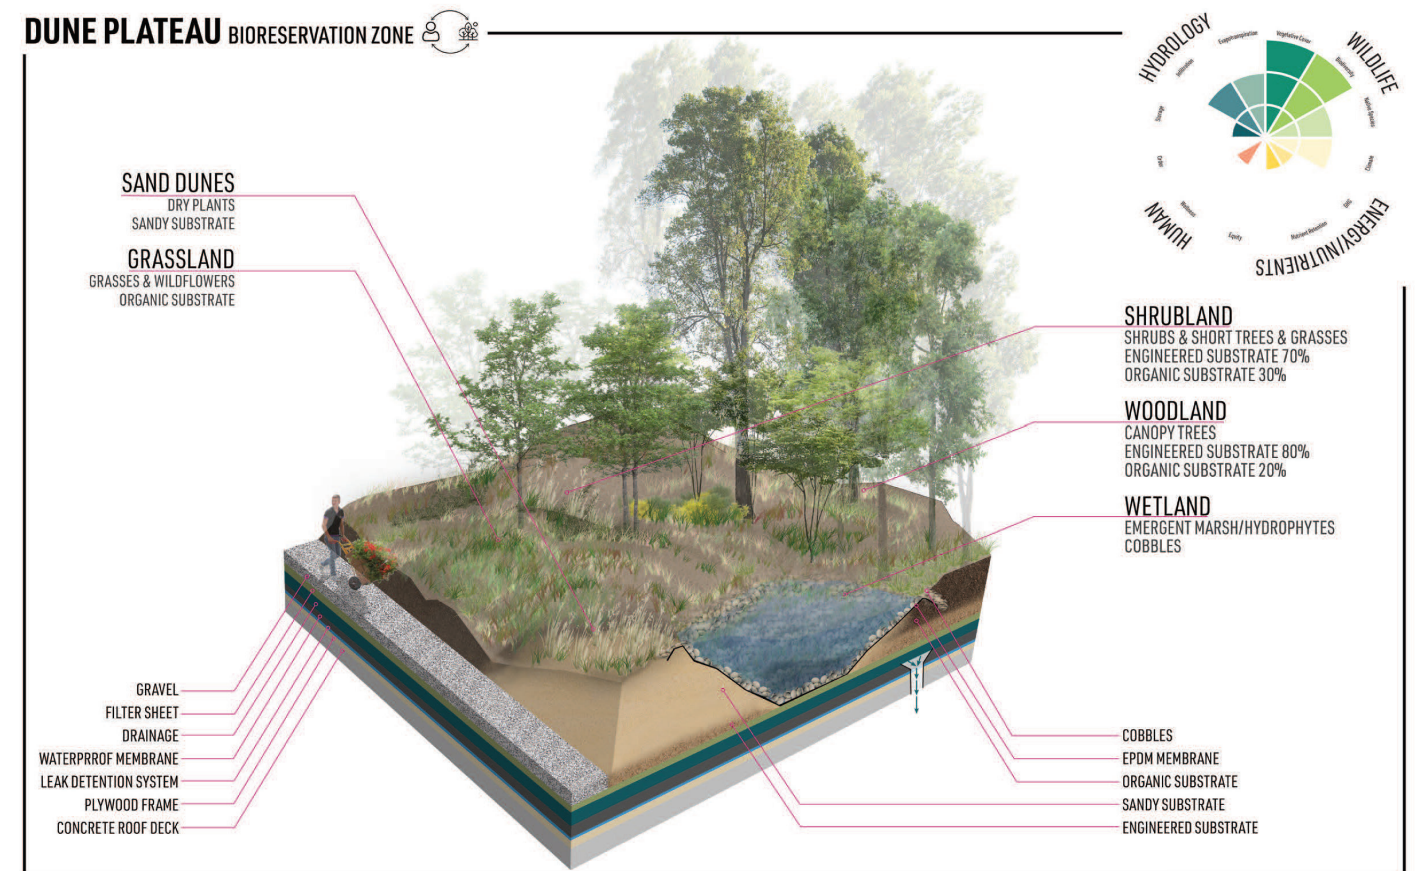 DUNE PLATEAU BIORESERVATION ZONE
HYDROLOGY
WILDLIFE
ENERGY/NUTRIENTS
HUMAN
Evapotranspiration
Vegetative Cover
Biodiversity
Native Species
Climate
Nutrient Retention
Equity
Wellness
Storage
Infiltration
SAND DUNES
DRY PLANTS
SANDY SUBSTRATE
GRASSLAND
GRASSES & WILDFLOWERS
ORGANIC SUBSTRATE
SHRUBLAND
SHRUBS & SHORT TREES & GRASSES
ENGINEERED SUBSTRATE 70%
ORGANIC SUBSTRATE 30%
WOODLAND
CANOPY TREES
ENGINEERED SUBSTRATE 80%
ORGANIC SUBSTRATE 20%
WETLAND
EMERGENT MARSH/HYDROPHYTES
COBBLES
GRAVEL
FILTER SHEET
DRAINAGE
WATERPRROF MEMBRANE
LEAK DETENTION SYSTEM
PLYWOOD FRAME
CONCRETE ROOF DECK
COBBLES
EPDM MEMBRANE
ORGANIC SUBSTRATE
SANDY SUBSTRATE
ENGINEERED SUBSTRATE